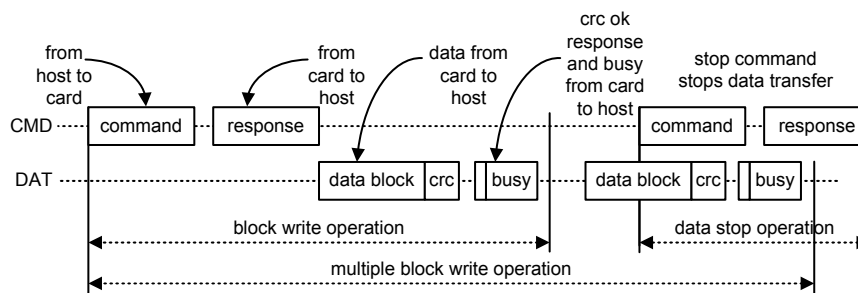 from
host to
card
from
card to
host
data from
card to
host
crc ok
response
and busy
from card
to host
stop command
stops data transfer
CMD
command
response
command
response
DAT
data block
crc
busy
data block
crc
busy
block write operation
data stop operation
multiple block write operation